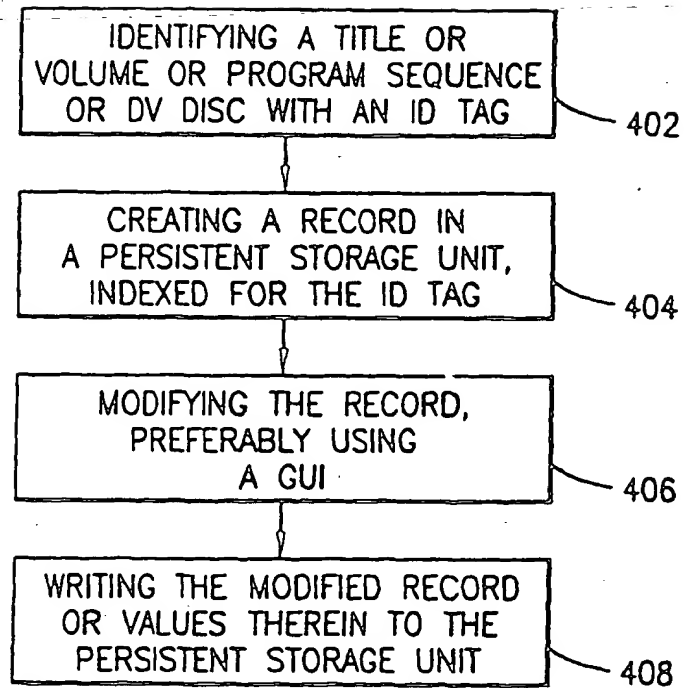 IDENTIFYING A TITLE OR
VOLUME OR PROGRAM SEQUENCE
OR DV DISC WITH AN ID TAG
402
CREATING A RECORD IN
A PERSISTENT STORAGE UNIT,
INDEXED FOR THE ID TAG
404
MODIFYING THE RECORD,
PREFERABLY USING
A GUI
406
WRITING THE MODIFIED RECORD
OR VALUES THEREIN TO THE
PERSISTENT STORAGE UNIT
408